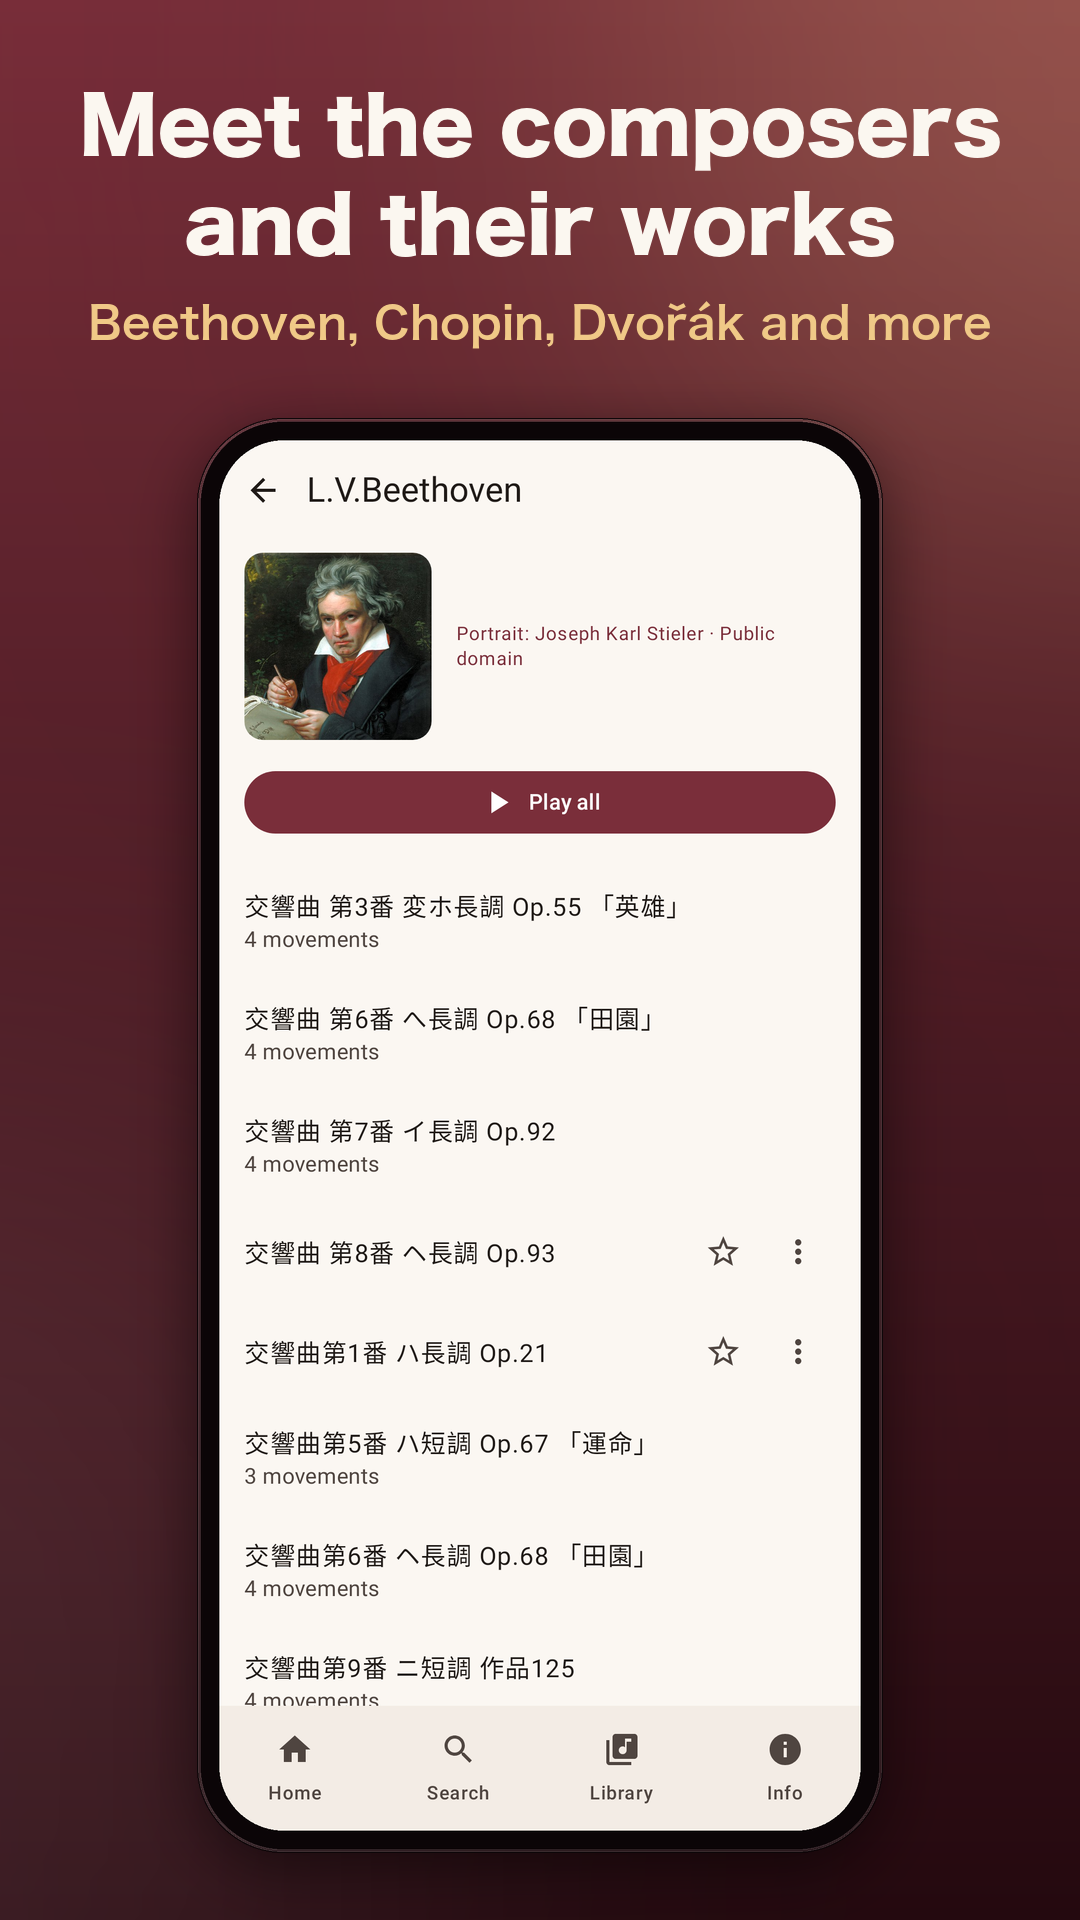 Meet the composers
and their works
Beethoven, Chopin, Dvořák and more
L.V.Beethoven
Portrait: Joseph Karl Stieler · Public
domain
Play all
交響曲 第3番 変ホ長調 Op.55 「英雄」
4 movements
交響曲 第6番 ヘ長調 Op.68 「田園」
4 movements
交響曲 第7番 イ長調 Op.92
4 movements
交響曲 第8番 ヘ長調 Op.93
交響曲第1番 ハ長調 Op.21
交響曲第5番 ハ短調 Op.67 「運命」
3 movements
交響曲第6番 ヘ長調 Op.68 「田園」
4 movements
交響曲第9番 ニ短調 作品125
4 movements
Home
Search
Library
Info